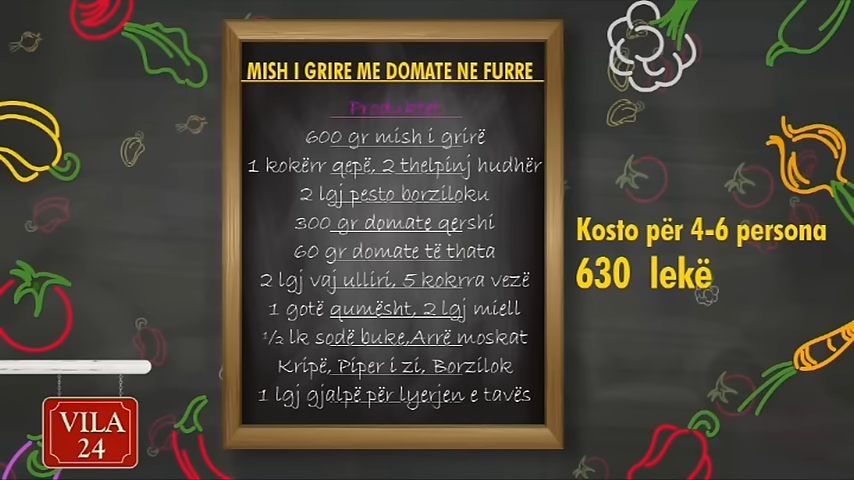 MISH I GRIRE ME DOMATE NE FURRE
Produktet
600 gr mish i grirë
1 kokërr qepë, 2 thelpinj hudhër
2 lgj pesto borziloku
300 gr domate qershi
60 gr domate të thata
2 lgj vaj ulliri, 5 kokrra vezë
1 gotë qumësht, 2 lgj miell
1/2 lk sodë buke,Arrë moskat
Kripë, Piper i zi, Borzilok
1 lgj gjalpë për lyerjen e tavës
Kosto për 4-6 persona
630 lekë
VILA
24